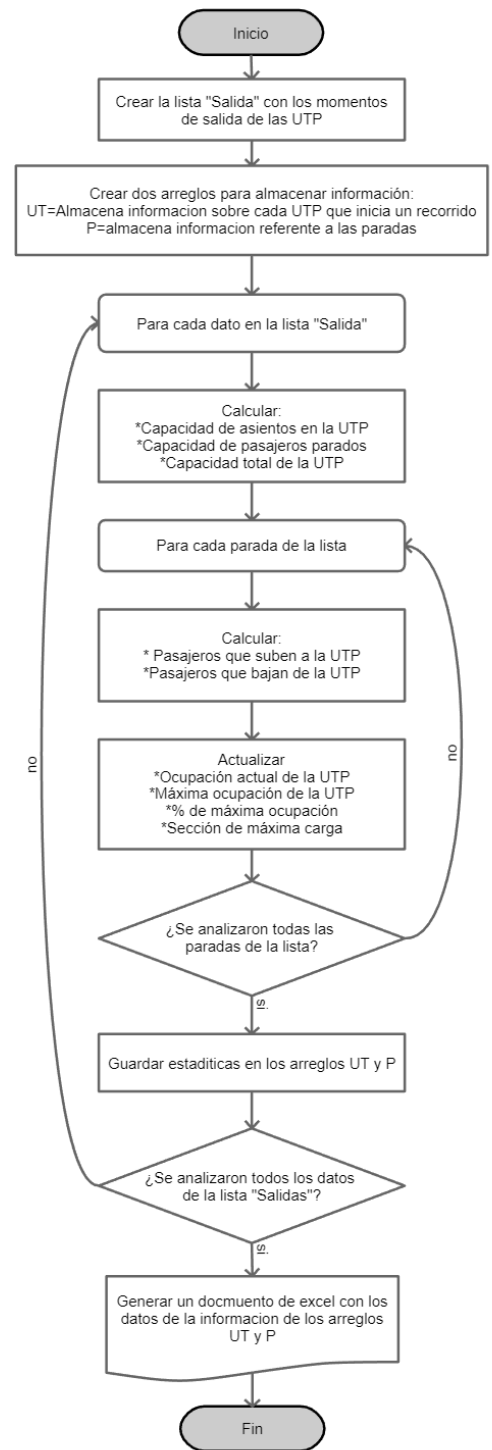 Inicio
Crear la lista "Salida" con los momentos
de salida de las UTP
Crear dos arreglos para almacenar información:
UT=Almacena informacion sobre cada UTP que inicia un recorrido
P=almacena informacion referente a las paradas
Para cada dato en la lista "Salida"
Calcular:
*Capacidad de asientos en la UTP
*Capacidad de pasajeros parados
*Capacidad total de la UTP
Para cada parada de la lista
Calcular:
* Pasajeros que suben a la UTP
*Pasajeros que bajan de la UTP
Actualizar
*Ocupación actual de la UTP
*Máxima ocupación de la UTP
*% de máxima ocupación
*Sección de máxima carga
¿Se analizaron todas las
paradas de la lista?
no
si
Guardar estaditicas en los arreglos UT y P
¿Se analizaron todos los datos
de la lista "Salidas"?
no
si
Generar un docmuento de excel con los
datos de la informacion de los arreglos
UT y P
Fin